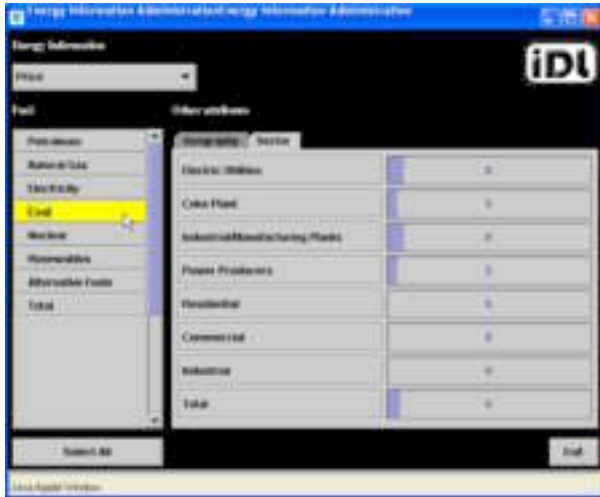 Energy Information Administration Energy Information Administration
Energy Information
iDL
Price
Fuel
Other attributes
Petroleum
Geography
Sector
Natural Gas
Electric Utilities
Electricity
Coal
Coke Plant
Nuclear
Industrial/Manufacturing Plants
Renewables
Power Producers
Alternative Fuels
Total
Residential
Commercial
Industrial
Total
Select All
Exit
Java Applet Window